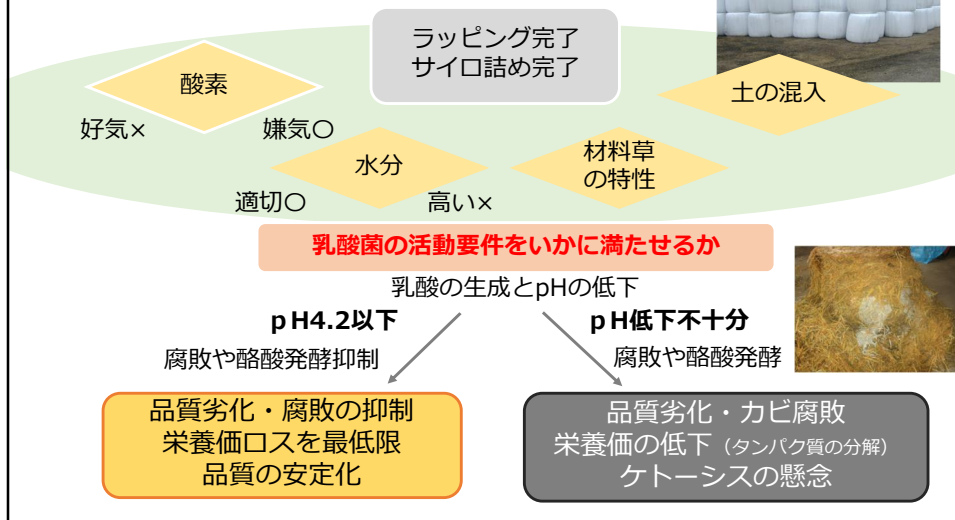 ラッピング完了
サイロ詰め完了
酸素
土の混入
好気×
嫌気〇
水分
材料草
の特性
適切〇
高い×
乳酸菌の活動要件をいかに満たせるか
乳酸の生成とpHの低下
ｐH4.2以下
ｐH低下不十分
腐敗や酪酸発酵抑制
腐敗や酪酸発酵
品質劣化・腐敗の抑制
栄養価ロスを最低限
品質の安定化
品質劣化・カビ腐敗
栄養価の低下（タンパク質の分解）
ケトーシスの懸念